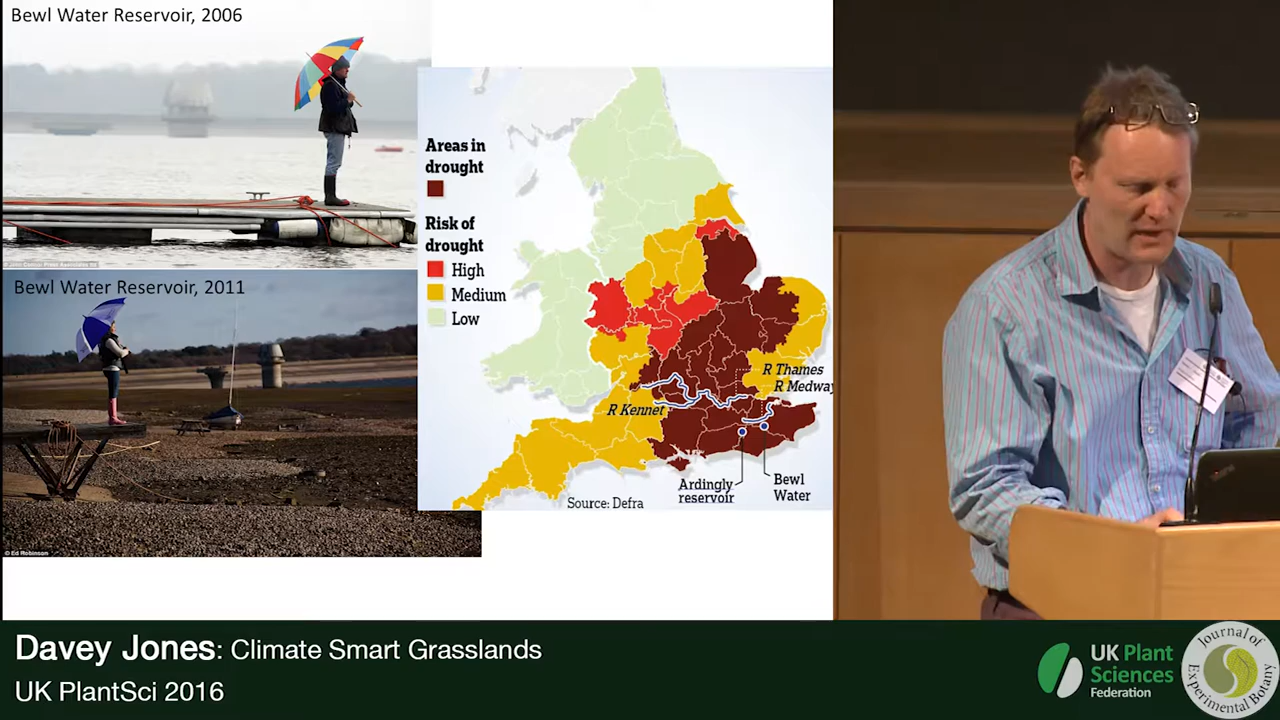 Bewl Water Reservoir, 2006
Bewl Water Reservoir, 2011
© Ed Robinson
Areas in
drought
Risk of
drought
High
Medium
Low
R Thames
R Medway
R Kennet
Ardingly
reservoir
Bewl
Water
Source: Defra
Davey Jones: Climate Smart Grasslands
UK PlantSci 2016
UK Plant
Sciences
Federation
Journal of
Experimental Botany